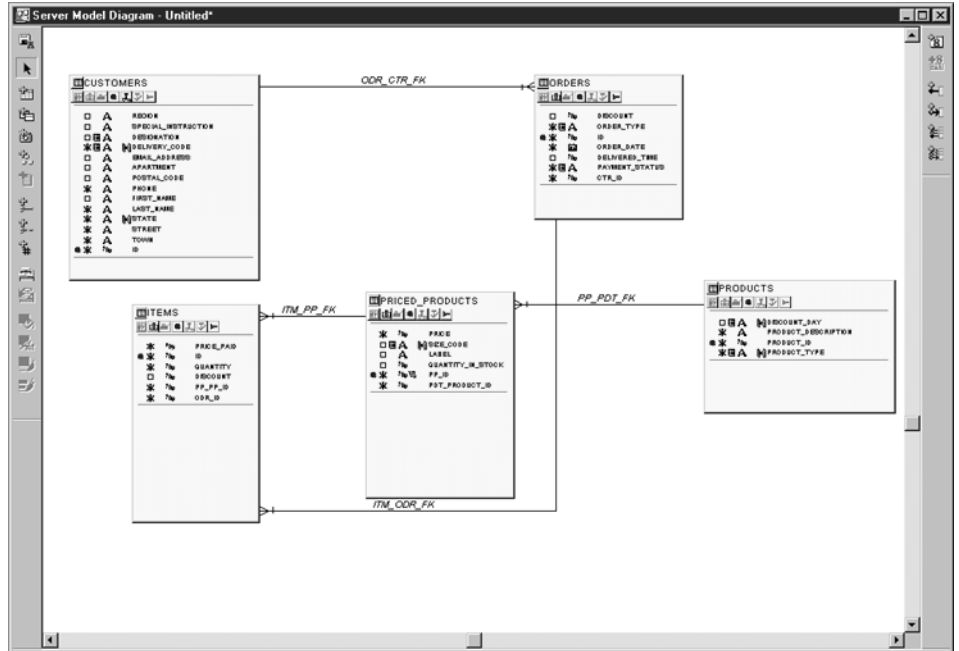 Server Model Diagram - Untitled*
ODR_CTR_FK
CUSTOMERS
REGION
SPECIAL_INSTRUCTION
DESIGNATION
DELIVERY_CODE
EMAIL_ADDRESS
APARTMENT
POSTAL_CODE
PHONE
FIRST_NAME
LAST_NAME
STATE
STREET
TOWN
ID
ORDERS
DISCOUNT
ORDER_TYPE
ID
ORDER_DATE
DELIVERED_TIME
PAYMENT_STATUS
CTR_ID
ITEMS
PRICE_PAID
ID
QUANTITY
DISCOUNT
PP_PP_ID
ODR_ID
ITM_PP_FK
PRICED_PRODUCTS
PRICE
SIZE_CODE
LABEL
QUANTITY_IN_STOCK
PP_ID
PDT_PRODUCT_ID
PP_PDT_FK
PRODUCTS
DISCOUNT_DAY
PRODUCT_DESCRIPTION
PRODUCT_ID
PRODUCT_TYPE
ITM_ODR_FK